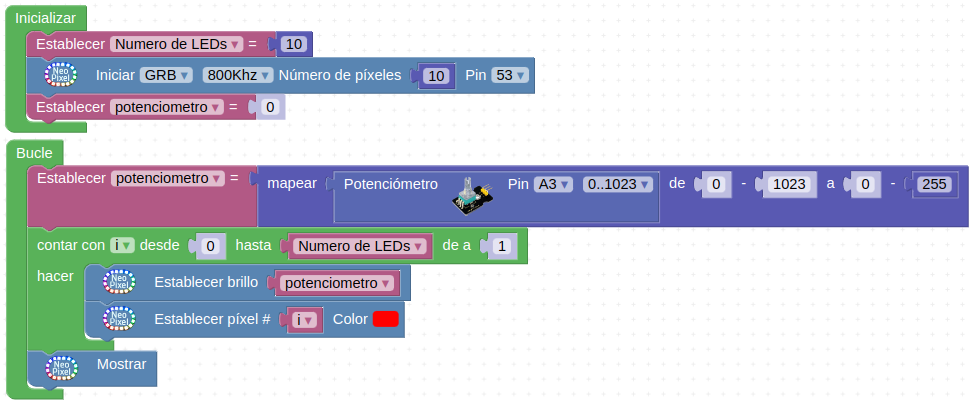 Inicializar
Establecer Numero de LEDs = 10
Neo Pixel Iniciar GRB 800Khz Número de píxeles 10 Pin 53
Establecer potenciometro = 0
Bucle
Establecer potenciometro = mapear Potenciómetro Pin A3 0..1023 de 0 - 1023 a 0 - 255
contar con i desde 0 hasta Numero de LEDs de a 1
hacer
Neo Pixel Establecer brillo potenciometro
Neo Pixel Establecer píxel # i Color
Neo Pixel Mostrar